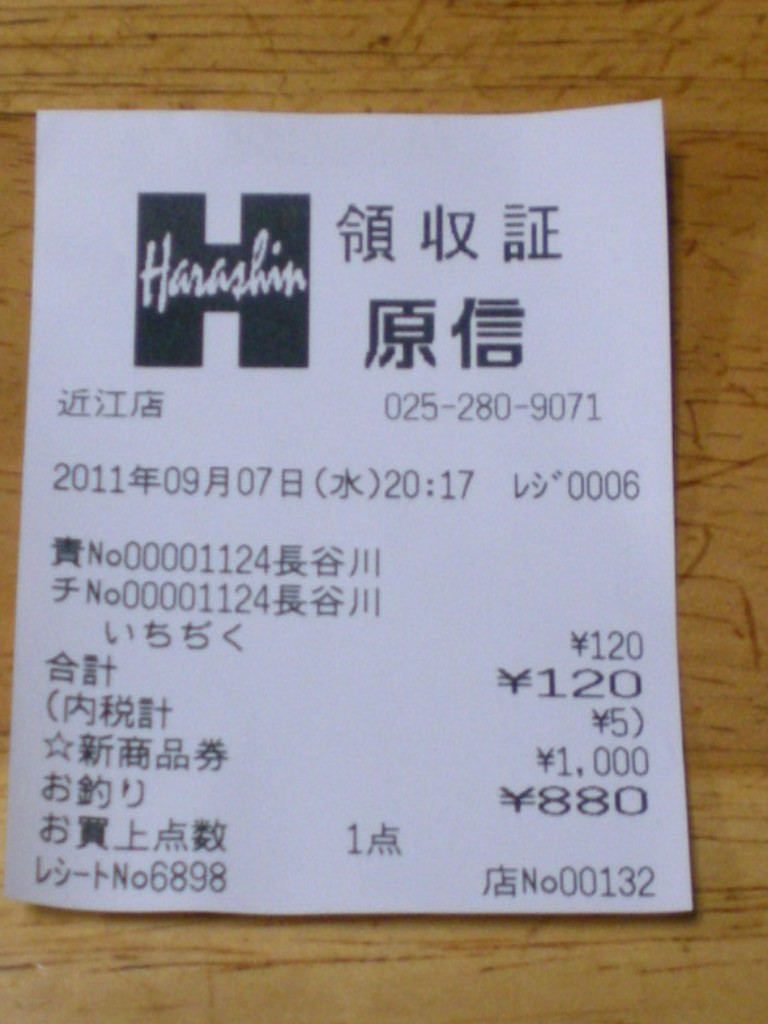 Harashin
領収証
原信
近江店 025-280-9071
2011年09月07日(水)20:17 レジ0006
責No00001124長谷川
チNo00001124長谷川
いちぢく ¥120
合計 ¥120
(内税計 ¥5)
☆新商品券 ¥1,000
お釣り ¥880
お買上点数 1点
レシートNo6898 店No00132